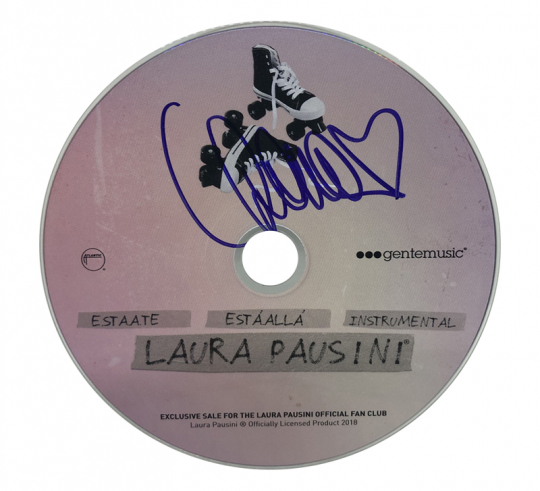 gentemusic®
ESTAATE ESTÁALLÁ INSTRUMENTAL
LAURA PAUSINI®
EXCLUSIVE SALE FOR THE LAURA PAUSINI OFFICIAL FAN CLUB
Laura Pausini ® Officially Licensed Product 2018